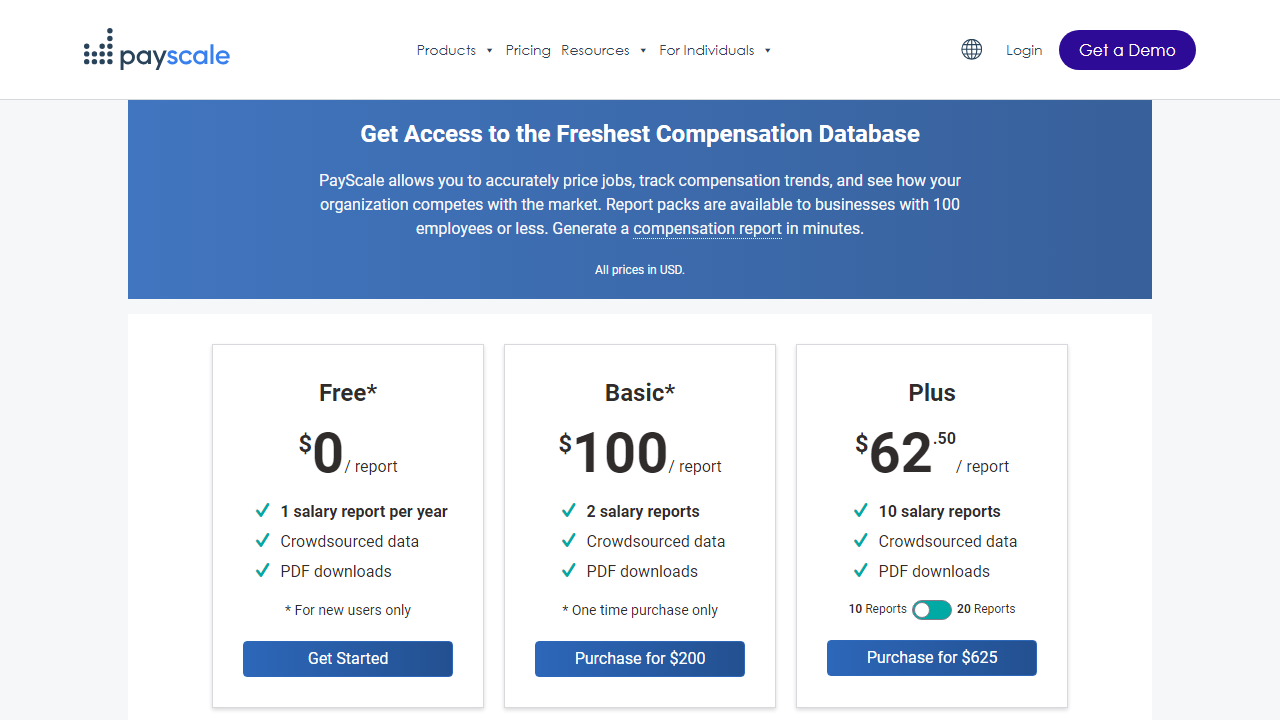 payscale
Products
Pricing
Resources
For Individuals
Login
Get a Demo
Get Access to the Freshest Compensation Database
PayScale allows you to accurately price jobs, track compensation trends, and see how your
organization competes with the market. Report packs are available to businesses with 100
employees or less. Generate a compensation report in minutes.
All prices in USD.
Free*
$0 / report
1 salary report per year
Crowdsourced data
PDF downloads
* For new users only
Get Started
Basic*
$100 / report
2 salary reports
Crowdsourced data
PDF downloads
* One time purchase only
Purchase for $200
Plus
$62.50 / report
10 salary reports
Crowdsourced data
PDF downloads
10 Reports 20 Reports
Purchase for $625